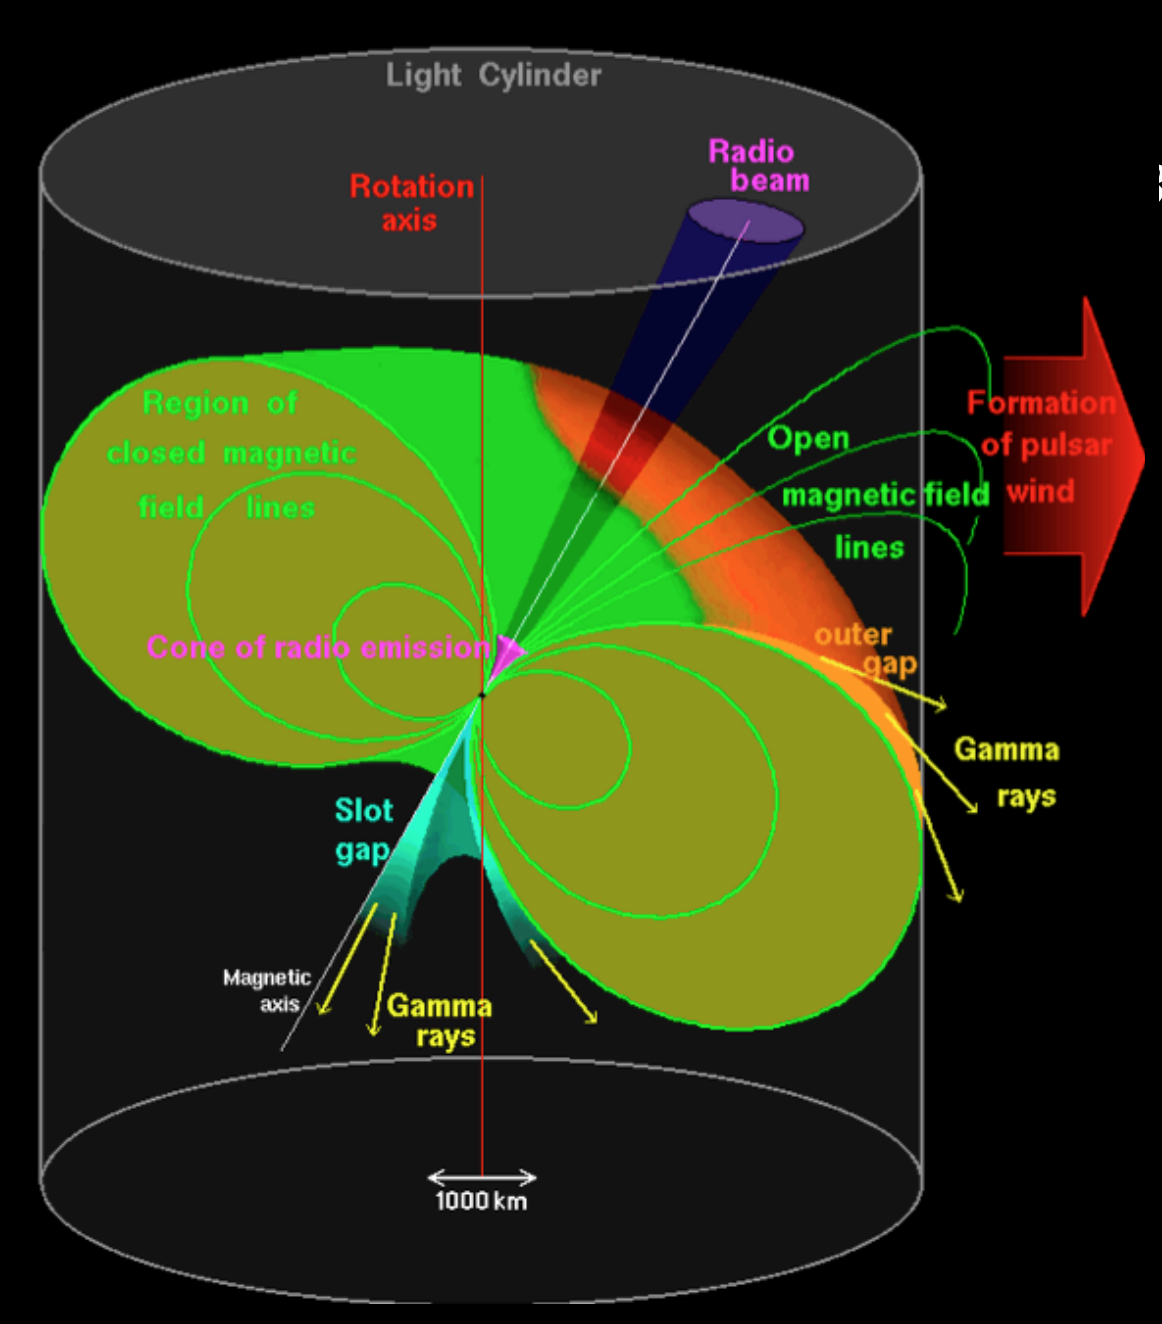 Light Cylinder
Radio
beam
Rotation
axis
Region of
closed magnetic
field lines
Open
magnetic field
lines
Formation
of pulsar
wind
Cone of radio emission
outer
gap
Gamma
rays
Slot
gap
Magnetic
axis
Gamma
rays
1000 km